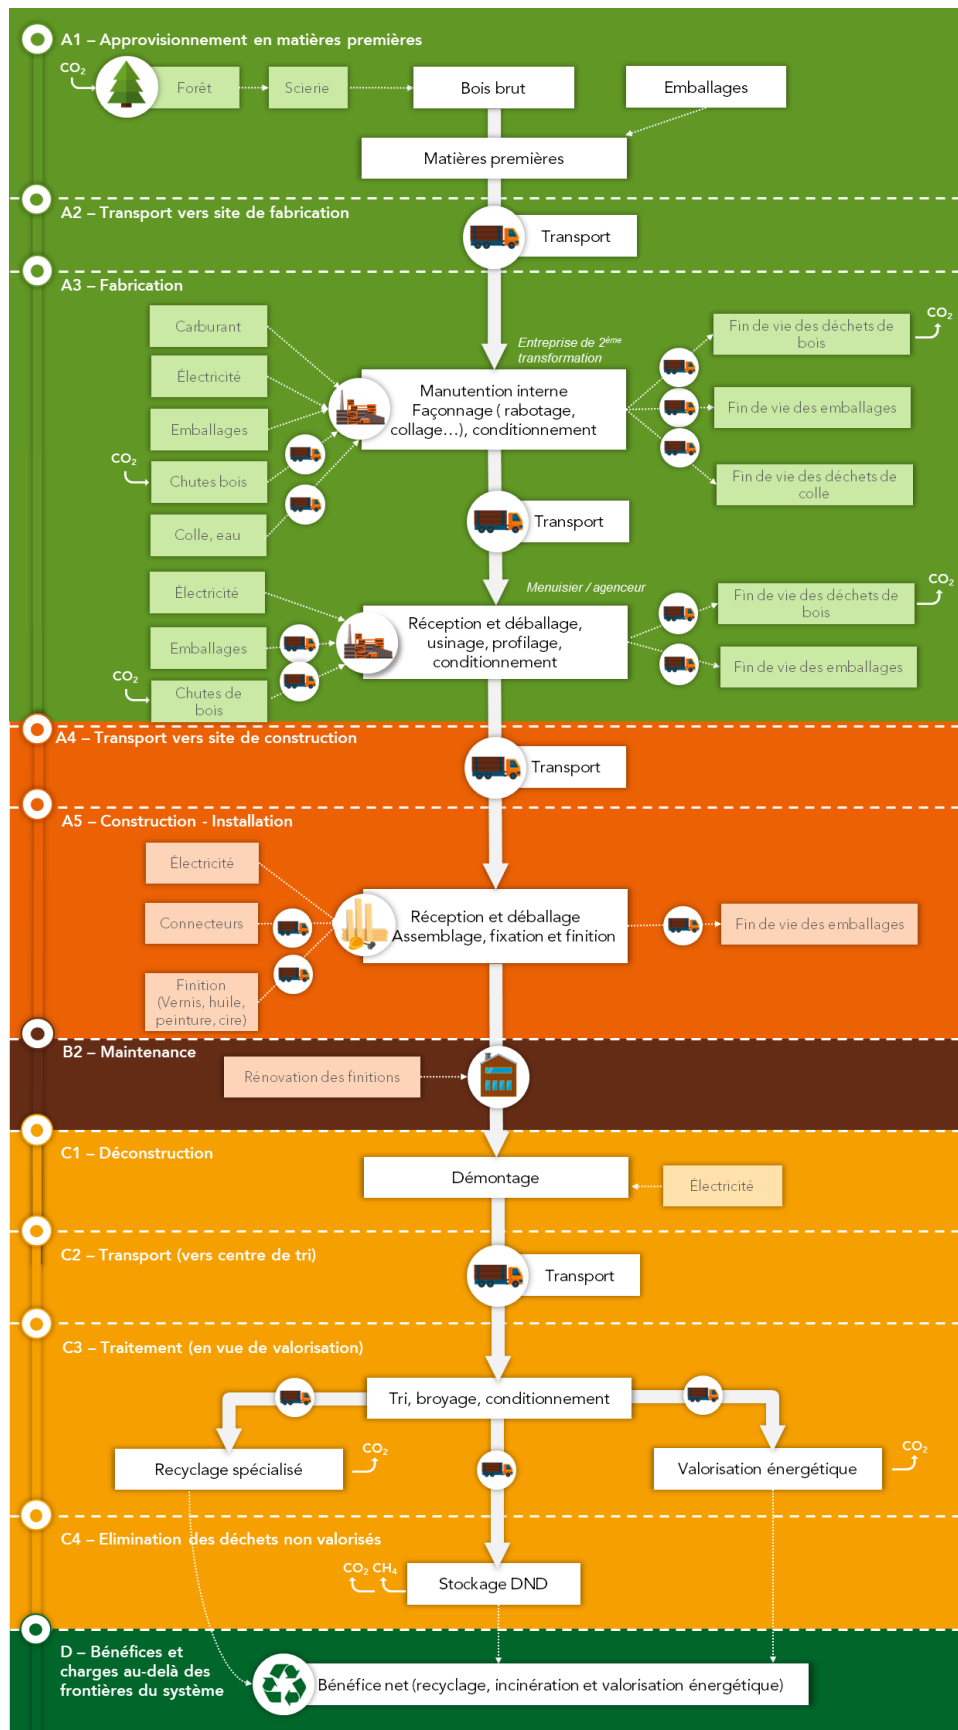 A1 – Approvisionnement en matières premières
CO₂
Forêt
Scierie
Bois brut
Emballages
Matières premières
A2 – Transport vers site de fabrication
Transport
A3 – Fabrication
Carburant
Électricité
Emballages
CO₂
Chutes bois
Colle, eau
Entreprise de 2ème
transformation
Manutention interne
Façonnage ( rabotage,
collage…), conditionnement
CO₂
Fin de vie des déchets de
bois
Fin de vie des emballages
Fin de vie des déchets de
colle
Transport
Menuisier / agenceur
Électricité
Emballages
CO₂
Chutes de
bois
Réception et déballage,
usinage, profilage,
conditionnement
CO₂
Fin de vie des déchets de
bois
Fin de vie des emballages
A4 – Transport vers site de construction
Transport
A5 – Construction - Installation
Électricité
Connecteurs
Finition
(Vernis, huile,
peinture, cire)
Réception et déballage
Assemblage, fixation et finition
Fin de vie des emballages
B2 – Maintenance
Rénovation des finitions
C1 – Déconstruction
Démontage
Électricité
C2 – Transport (vers centre de tri)
Transport
C3 – Traitement (en vue de valorisation)
Tri, broyage, conditionnement
Recyclage spécialisé
CO₂
Valorisation énergétique
CO₂
C4 – Elimination des déchets non valorisés
CO₂ CH₄
Stockage DND
D – Bénéfices et
charges au-delà des
frontières du système
Bénéfice net (recyclage, incinération et valorisation énergétique)